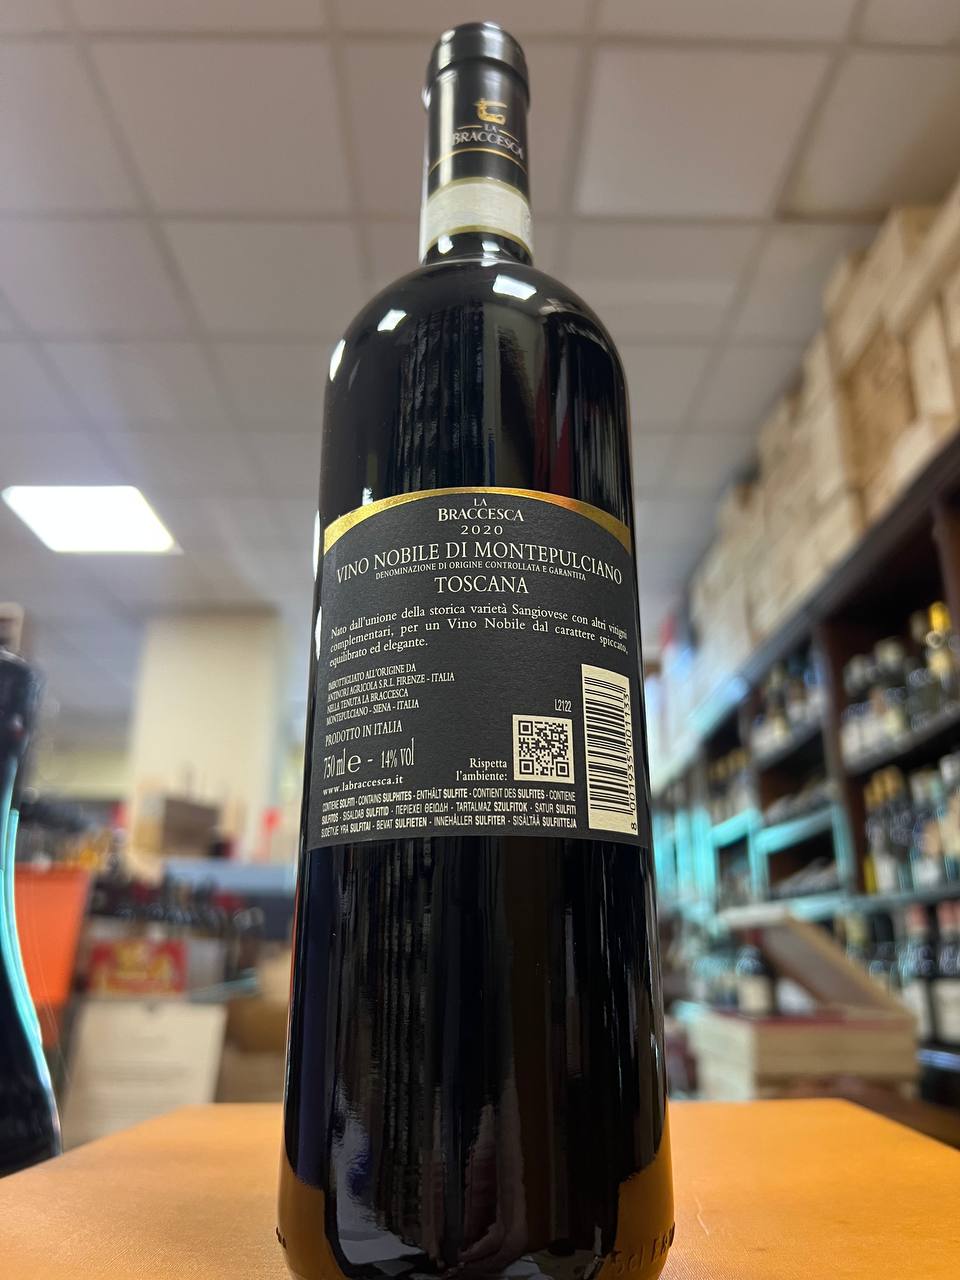 LA
BRACCESCA
LA
BRACCESCA
2020
VINO NOBILE DI MONTEPULCIANO
DENOMINAZIONE DI ORIGINE CONTROLLATA E GARANTITA
TOSCANA
Nato dall'unione della storica varietà Sangiovese con altri vitigni
complementari, per un Vino Nobile dal carattere spiccato,
equilibrato ed elegante.
IMBOTTIGLIATO ALL'ORIGINE DA
ANTINORI AGRICOLA S.R.L. FIRENZE - ITALIA
NELLA TENUTA LA BRACCESCA
MONTEPULCIANO - SIENA - ITALIA
PRODOTTO IN ITALIA
L2122
750 ml e - 14% vol
Rispetta
l'ambiente:
www.labraccesca.it
CONTIENE SOLFITI - CONTAINS SULPHITES - ENTHÄLT SULFITE - CONTIENT DES SULFITES - CONTIENE
SULFITOS - SISALDAB SULFITID - ΠΕΡΙΕΧΕΙ ΘΕΙΩΔΗ - TARTALMAZ SZULFITOK - SATUR SULFITI
SUDĖTYJE YRA SULFITAI - BEVAT SULFIETEN - INNEHÅLLER SULFITER - SISÄLTÄÄ SULFIITTEJA